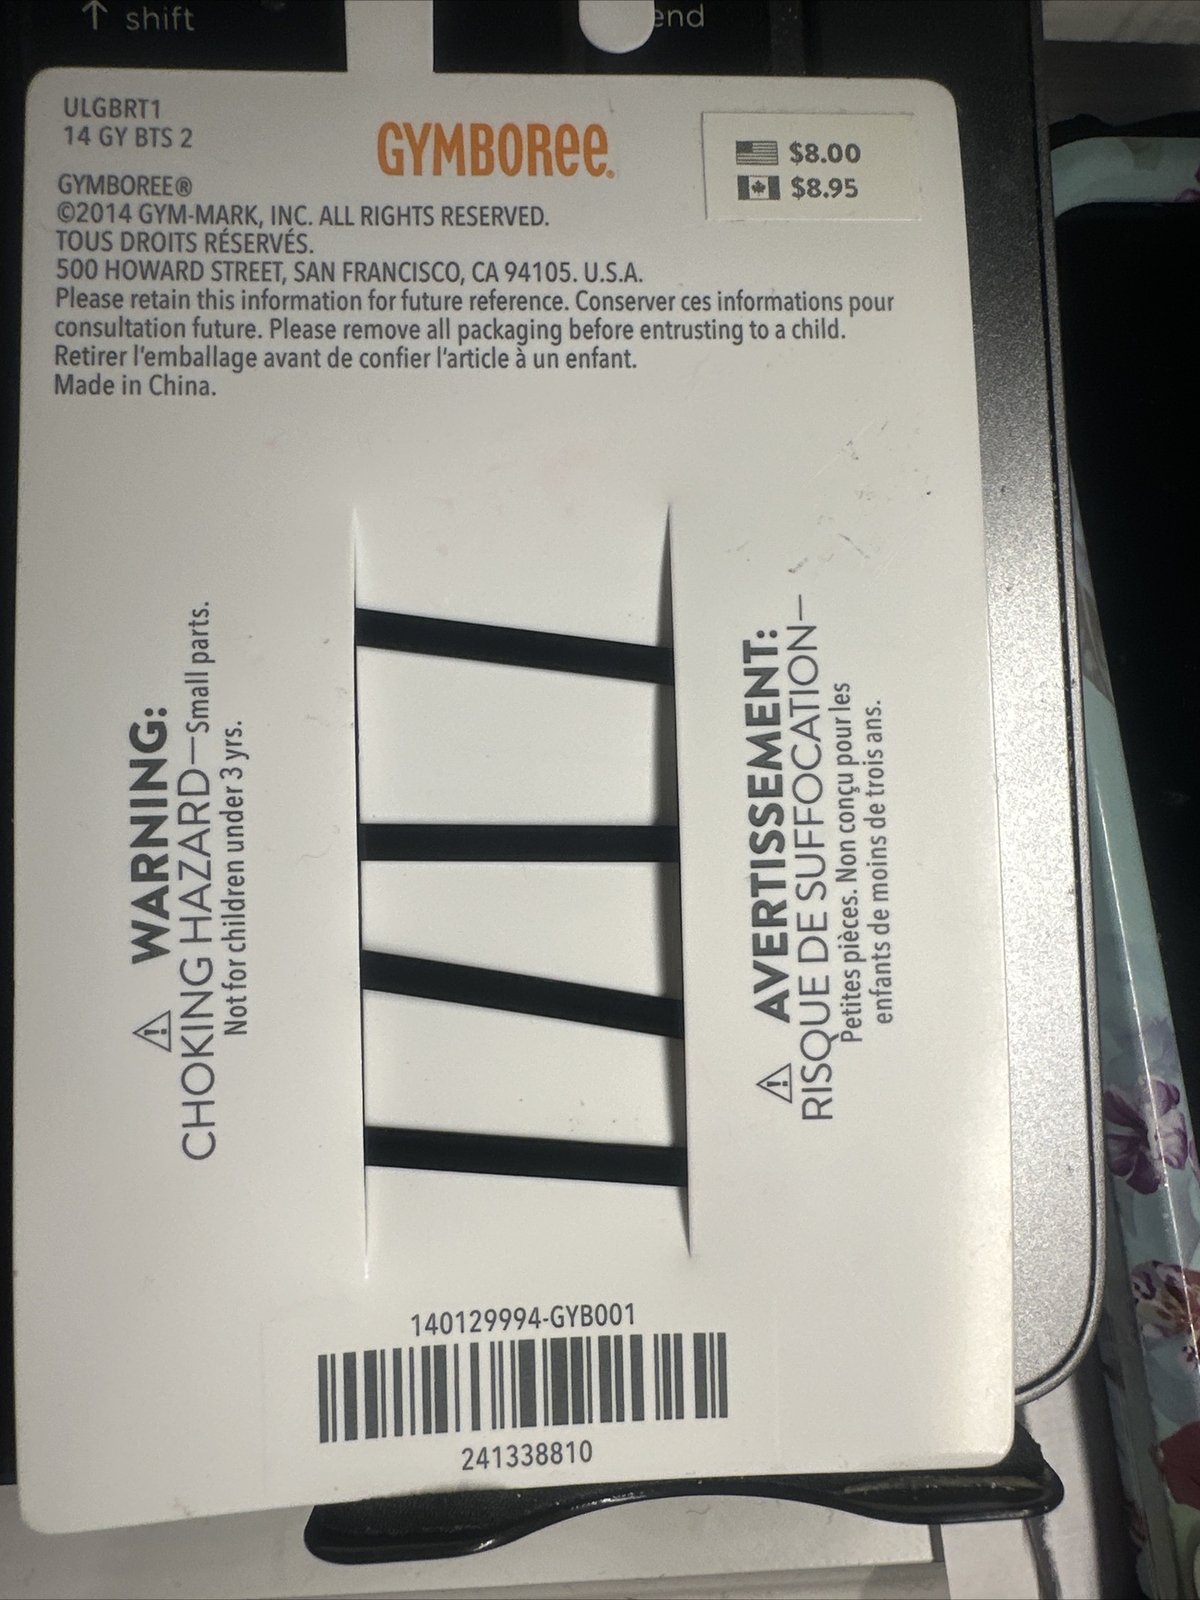 ↑ shift
end
ULGBRT1
14 GY BTS 2
GYMBOREE.
$8.00
$8.95
GYMBOREE®
©2014 GYM-MARK, INC. ALL RIGHTS RESERVED.
TOUS DROITS RÉSERVÉS.
500 HOWARD STREET, SAN FRANCISCO, CA 94105. U.S.A.
Please retain this information for future reference. Conserver ces informations pour
consultation future. Please remove all packaging before entrusting to a child.
Retirer l'emballage avant de confier l'article à un enfant.
Made in China.
⚠ WARNING:
CHOKING HAZARD—Small parts.
Not for children under 3 yrs.
⚠ AVERTISSEMENT:
RISQUE DE SUFFOCATION—
Petites pièces. Non conçu pour les
enfants de moins de trois ans.
140129994-GYB001
241338810